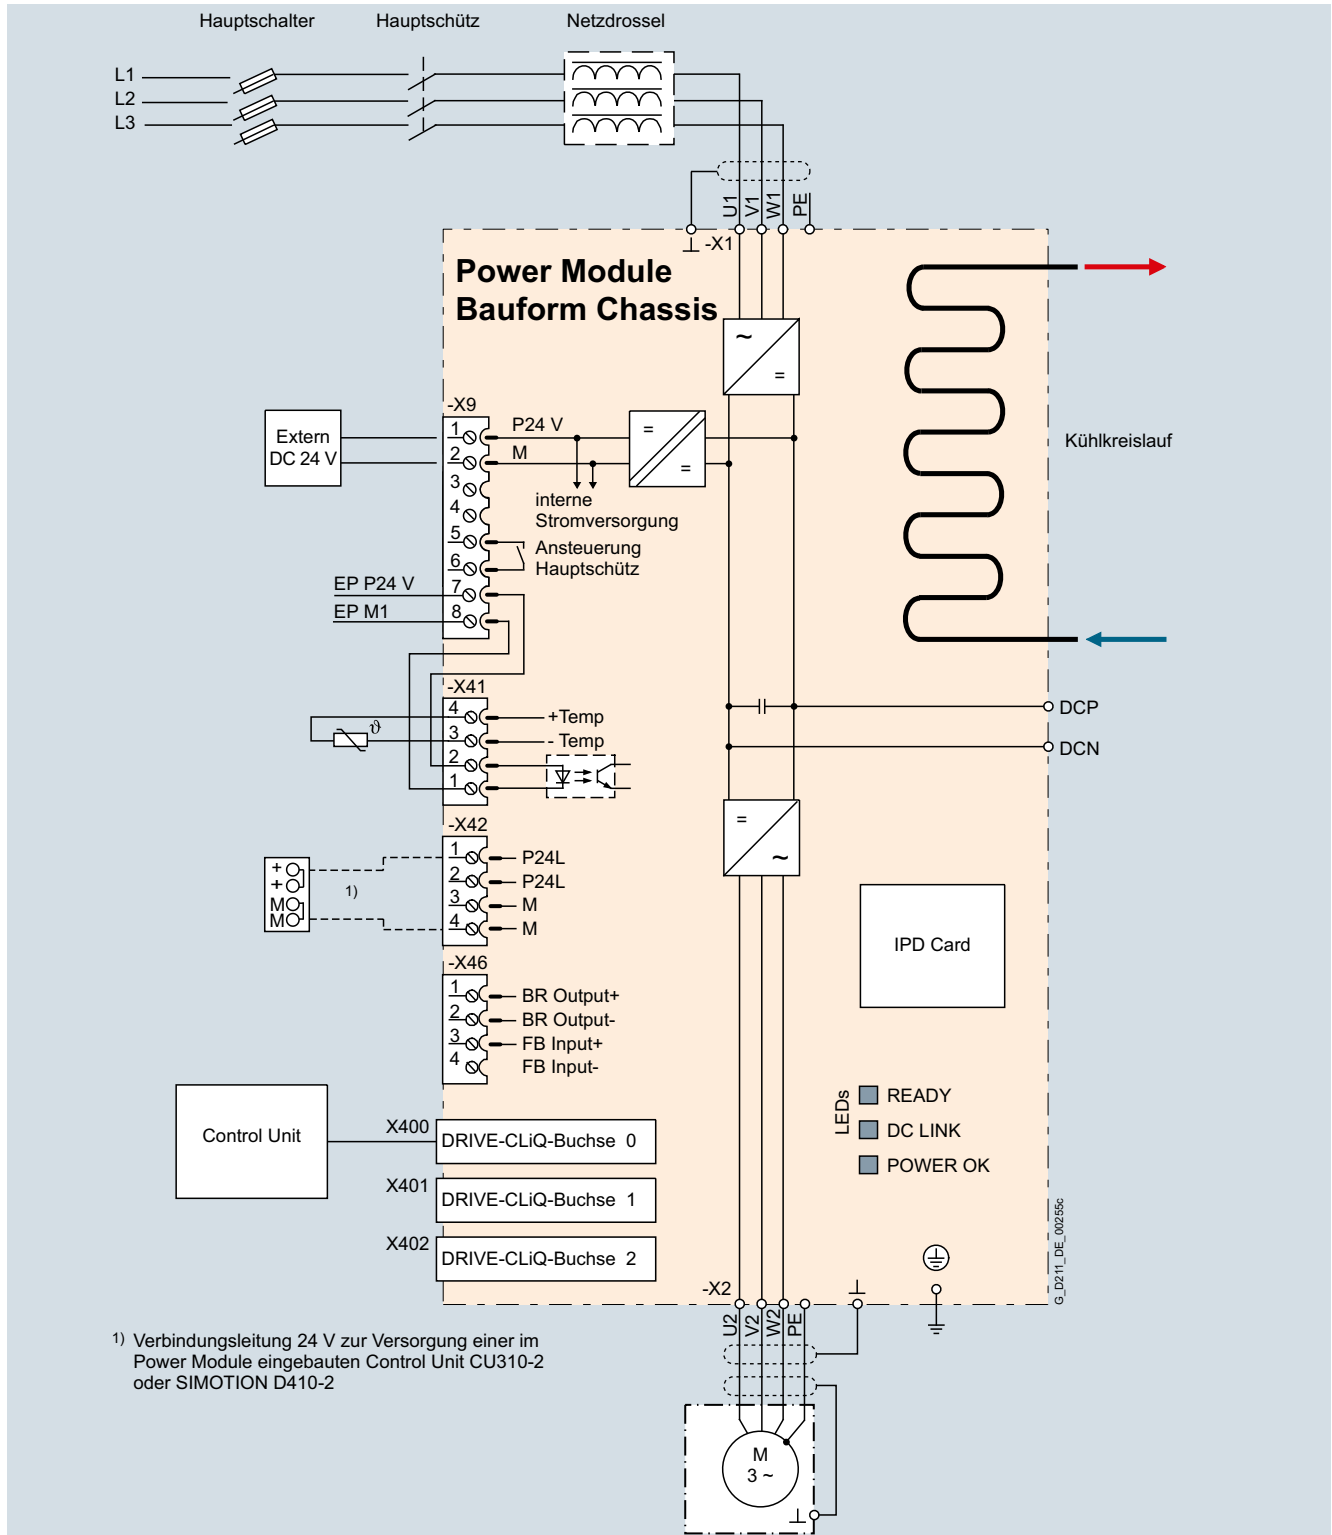 Hauptschalter
Hauptschütz
Netzdrossel
L1
L2
L3
U1
V1
W1
PE
-X1
Power Module
Bauform Chassis
~
=
-X9
Extern
DC 24 V
1
2
3
4
5
6
7
8
P24 V
M
=
=
interne
Stromversorgung
Ansteuerung
Hauptschütz
EP P24 V
EP M1
Kühlkreislauf
-X41
4
3
2
1
ϑ
+Temp
- Temp
DCP
DCN
=
~
-X42
1
2
3
4
P24L
P24L
M
M
+
+
M
M
1)
IPD Card
-X46
1
2
3
4
BR Output+
BR Output-
FB Input+
FB Input-
Control Unit
X400
DRIVE-CLiQ-Buchse 0
X401
DRIVE-CLiQ-Buchse 1
X402
DRIVE-CLiQ-Buchse 2
LEDs
READY
DC LINK
POWER OK
G_D211_DE_00255c
-X2
U2
V2
W2
PE
1) Verbindungsleitung 24 V zur Versorgung einer im
Power Module eingebauten Control Unit CU310-2
oder SIMOTION D410-2
M
3 ~